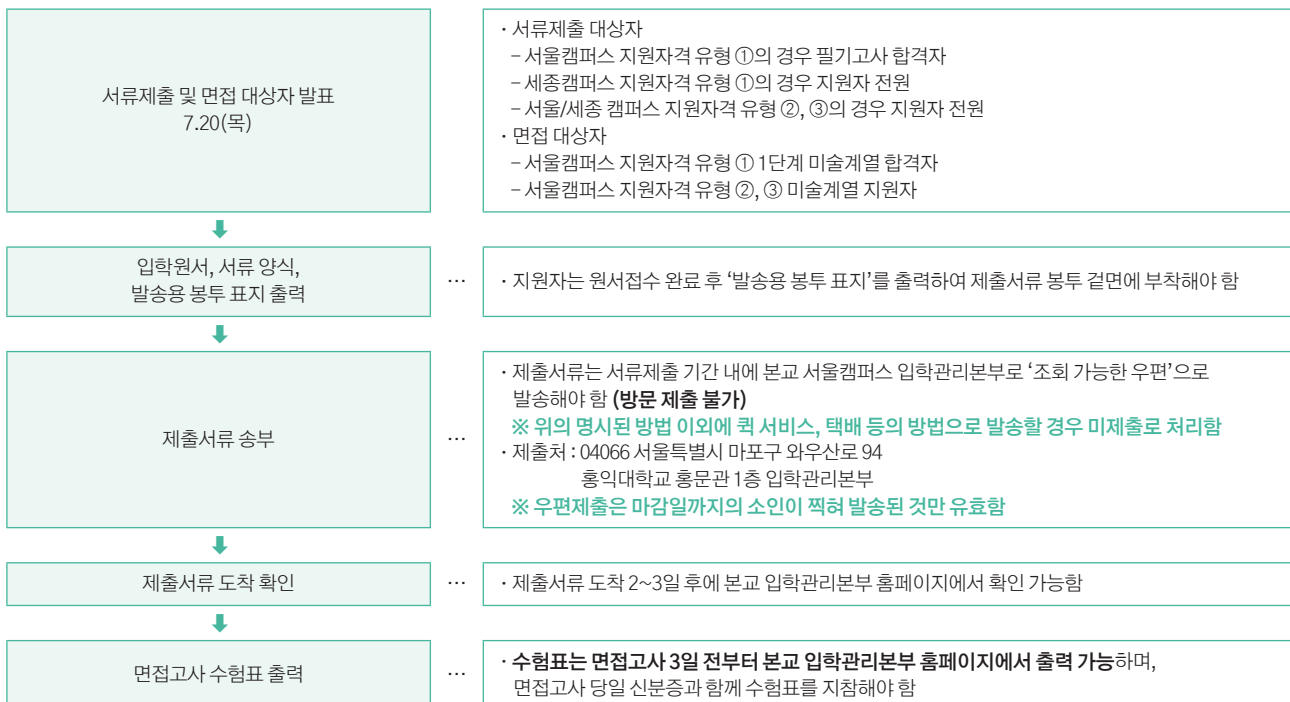 서류제출 및 면접 대상자 발표
7.20(목)
· 서류제출 대상자
– 서울캠퍼스 지원자격 유형 ①의 경우 필기고사 합격자
– 세종캠퍼스 지원자격 유형 ①의 경우 지원자 전원
– 서울/세종 캠퍼스 지원자격 유형 ②, ③의 경우 지원자 전원
· 면접 대상자
– 서울캠퍼스 지원자격 유형 ① 1단계 미술계열 합격자
– 서울캠퍼스 지원자격 유형 ②, ③ 미술계열 지원자
입학원서, 서류 양식,
발송용 봉투 표지 출력
…
· 지원자는 원서접수 완료 후 ‘발송용 봉투 표지’를 출력하여 제출서류 봉투 겉면에 부착해야 함
제출서류 송부
…
· 제출서류는 서류제출 기간 내에 본교 서울캠퍼스 입학관리본부로 ‘조회 가능한 우편’으로
발송해야 함 (방문 제출 불가)
※ 위의 명시된 방법 이외에 퀵 서비스, 택배 등의 방법으로 발송할 경우 미제출로 처리함
· 제출처 : 04066 서울특별시 마포구 와우산로 94
홍익대학교 홍문관 1층 입학관리본부
※ 우편제출은 마감일까지의 소인이 찍혀 발송된 것만 유효함
제출서류 도착 확인
…
· 제출서류 도착 2~3일 후에 본교 입학관리본부 홈페이지에서 확인 가능함
면접고사 수험표 출력
…
· 수험표는 면접고사 3일 전부터 본교 입학관리본부 홈페이지에서 출력 가능하며,
면접고사 당일 신분증과 함께 수험표를 지참해야 함